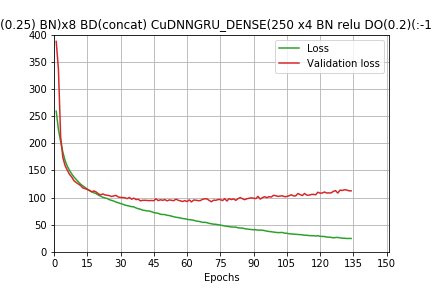 (0.25) BN)x8 BD(concat) CuDNNGRU_DENSE(250 x4 BN relu DO(0.2)(:-1
400
350
300
250
200
150
100
50
0
Loss
Validation loss
0 15 30 45 60 75 90 105 120 135 150
Epochs